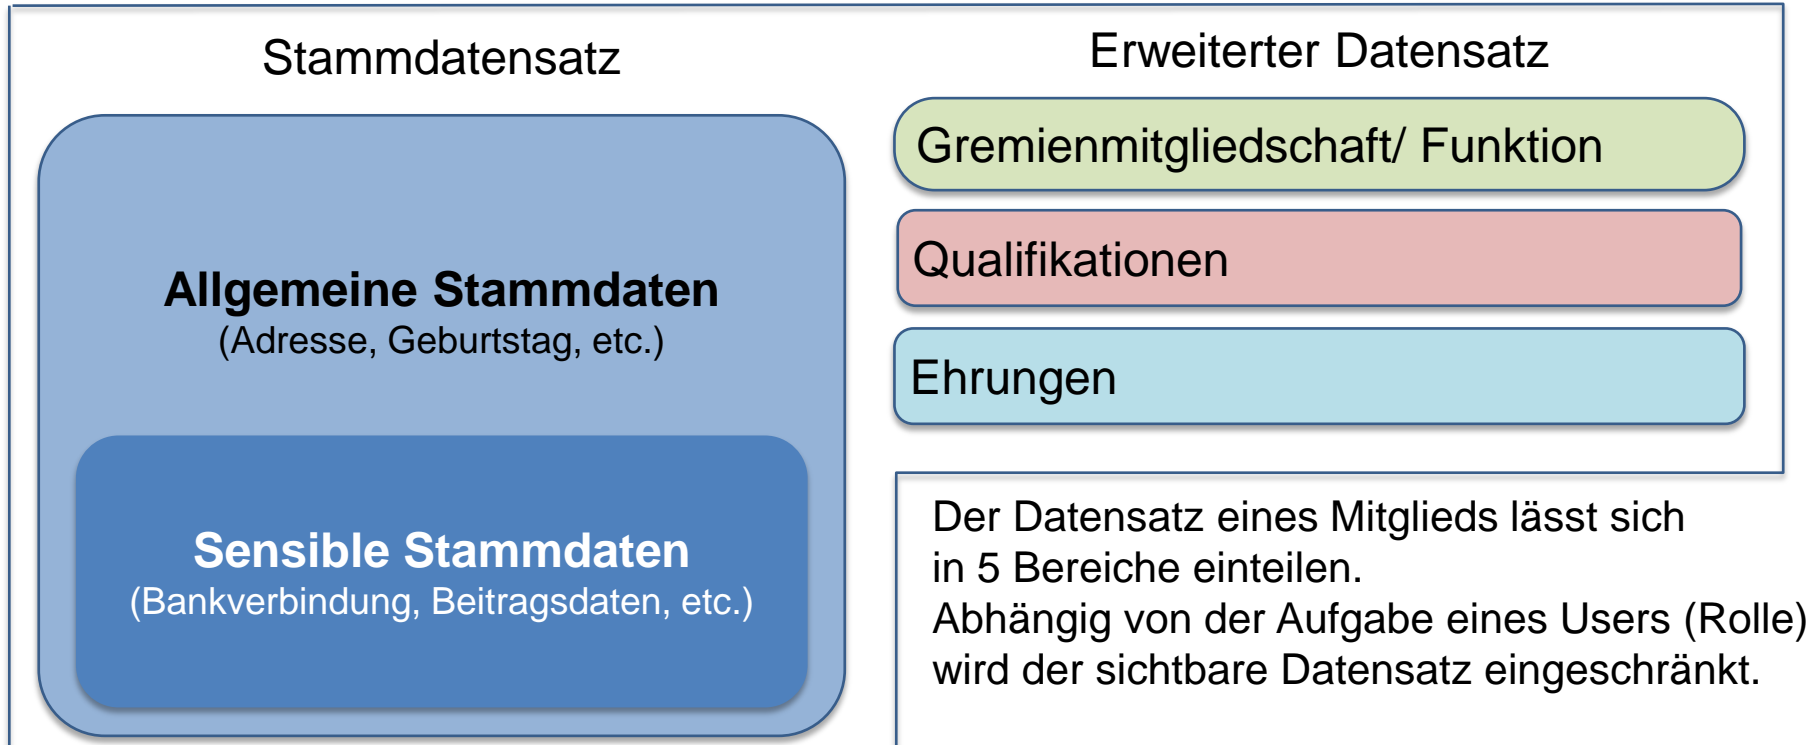 Stammdatensatz
Allgemeine Stammdaten
(Adresse, Geburtstag, etc.)
Sensible Stammdaten
(Bankverbindung, Beitragsdaten, etc.)
Erweiterter Datensatz
Gremienmitgliedschaft/ Funktion
Qualifikationen
Ehrungen
Der Datensatz eines Mitglieds lässt sich
in 5 Bereiche einteilen.
Abhängig von der Aufgabe eines Users (Rolle)
wird der sichtbare Datensatz eingeschränkt.